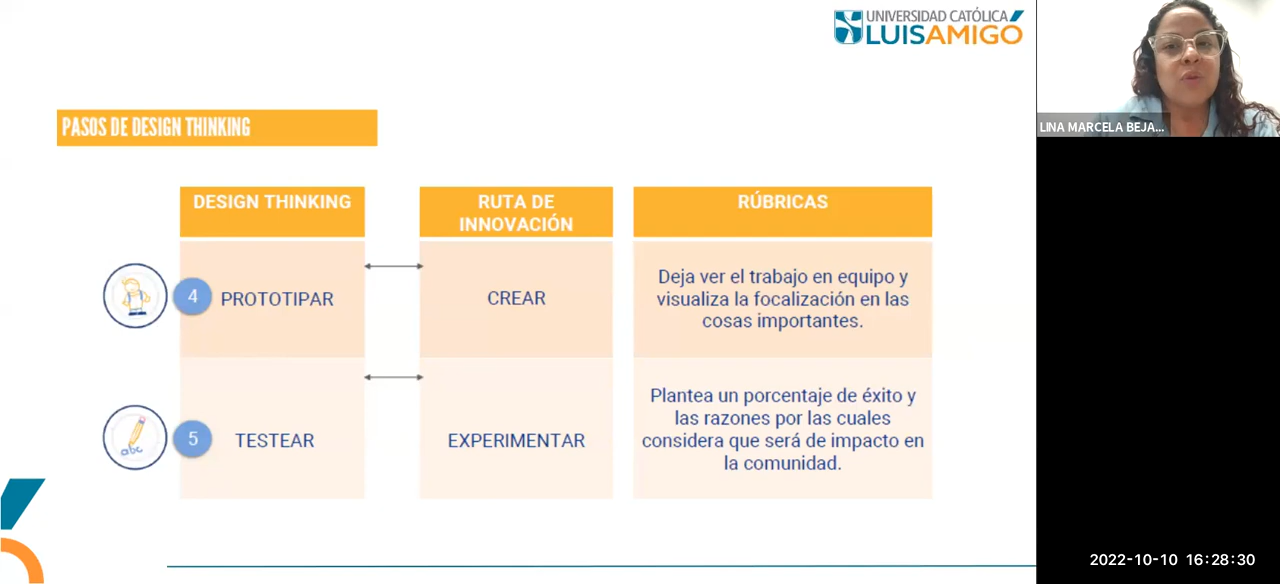 UNIVERSIDAD CATÓLICA
LUISAMIGÓ
LINA MARCELA BEJA...
PASOS DE DESIGN THINKING
DESIGN THINKING
RUTA DE
INNOVACIÓN
RÚBRICAS
4
PROTOTIPAR
CREAR
Deja ver el trabajo en equipo y
visualiza la focalización en las
cosas importantes.
5
abc
TESTEAR
EXPERIMENTAR
Plantea un porcentaje de éxito y
las razones por las cuales
considera que será de impacto en
la comunidad.
2022-10-10 16:28:30